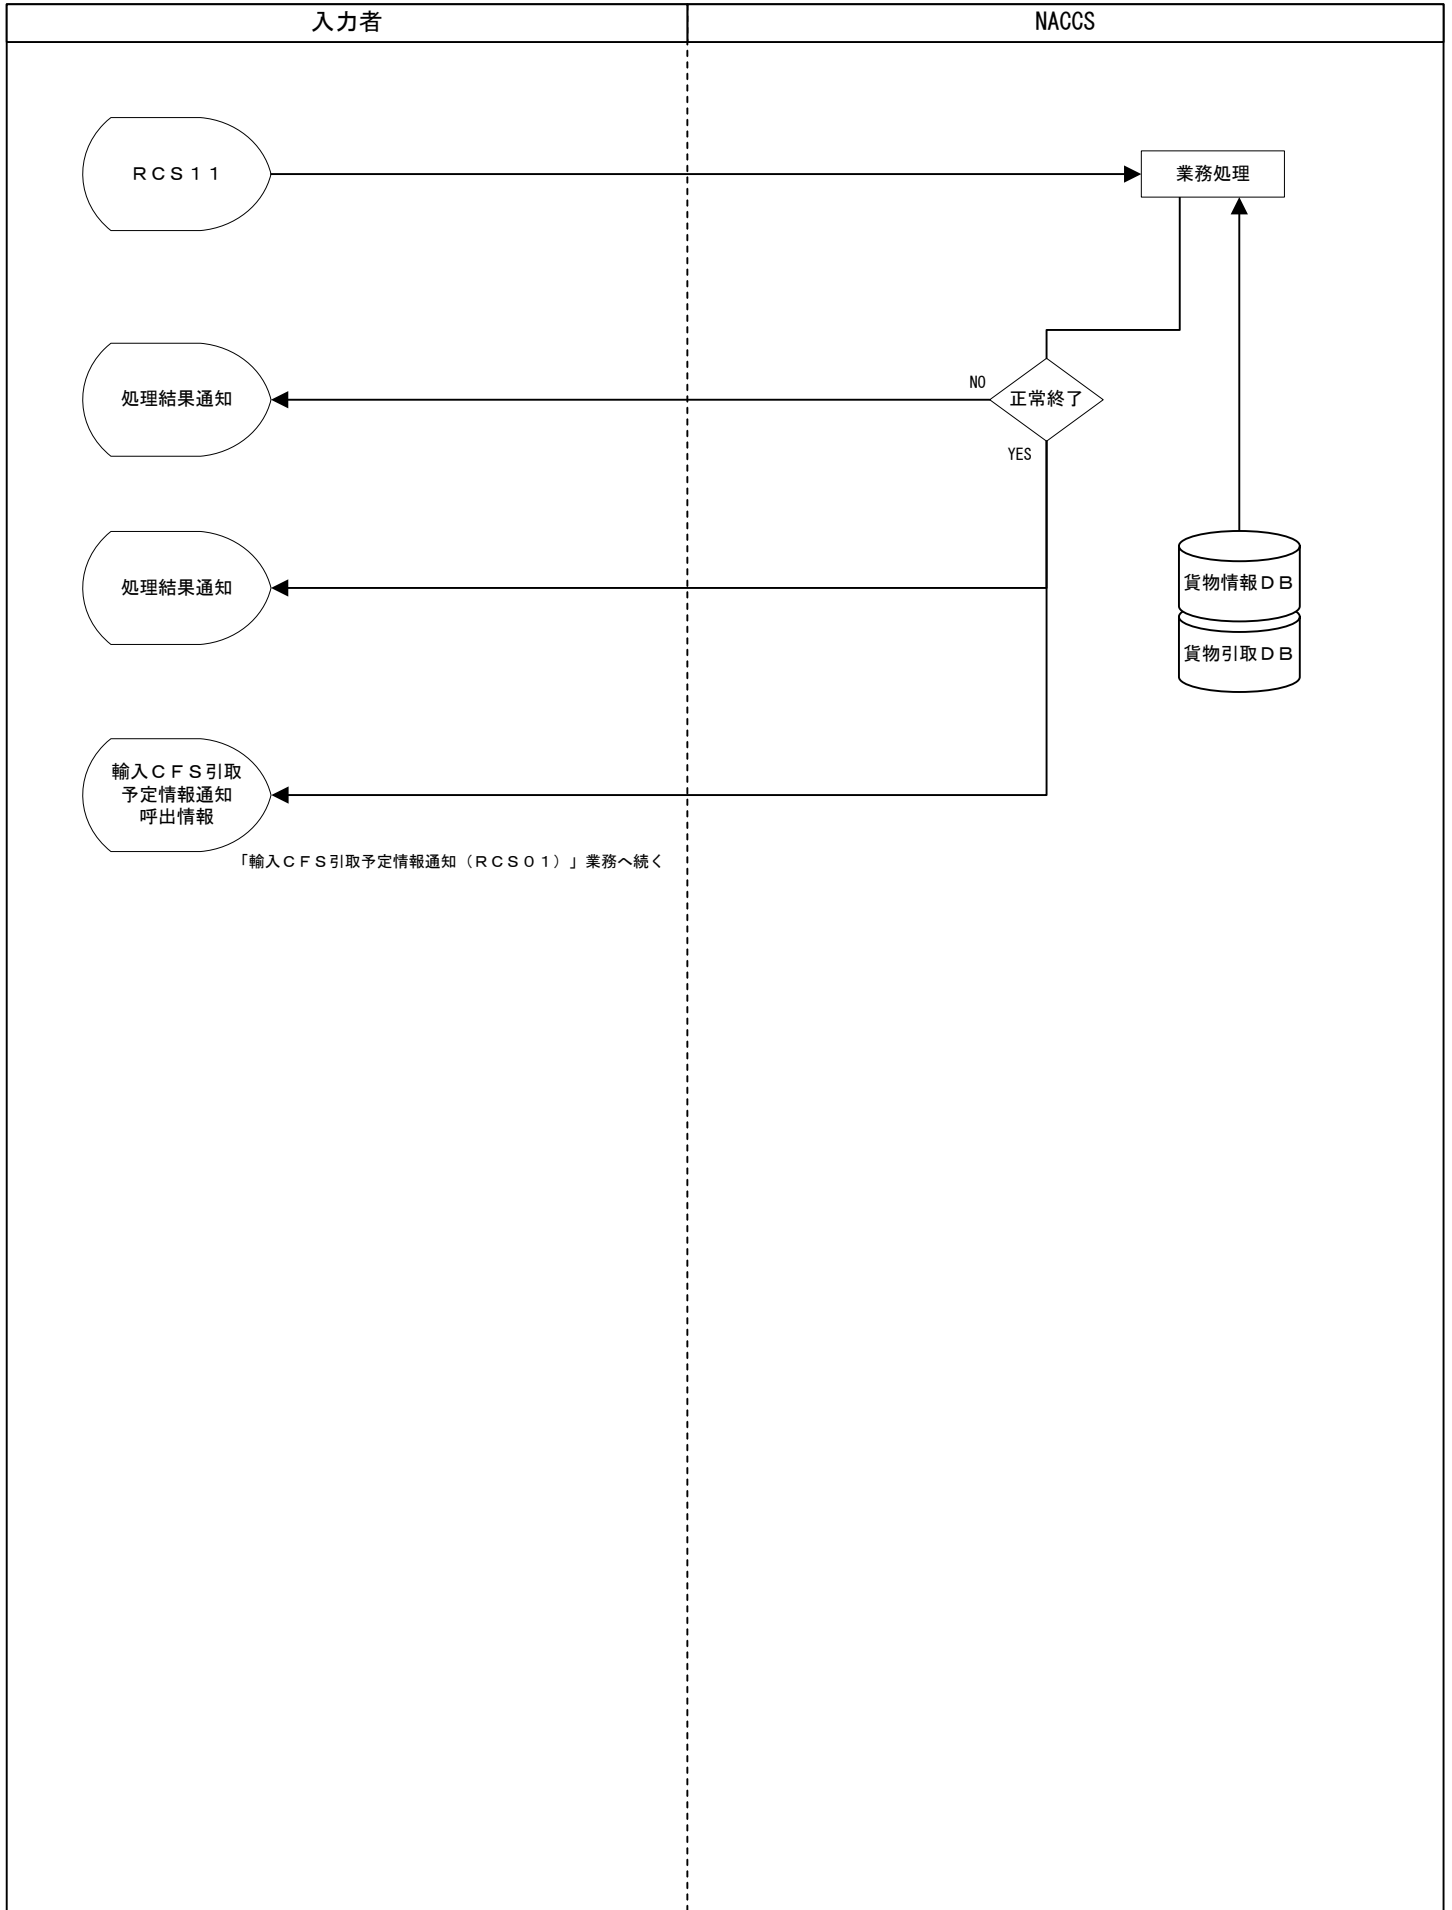 入力者
NACCS
ＲＣＳ１１
業務処理
NO
処理結果通知
正常終了
YES
処理結果通知
貨物情報ＤＢ
貨物引取ＤＢ
輸入ＣＦＳ引取
予定情報通知
呼出情報
「輸入ＣＦＳ引取予定情報通知（ＲＣＳ０１）」業務へ続く